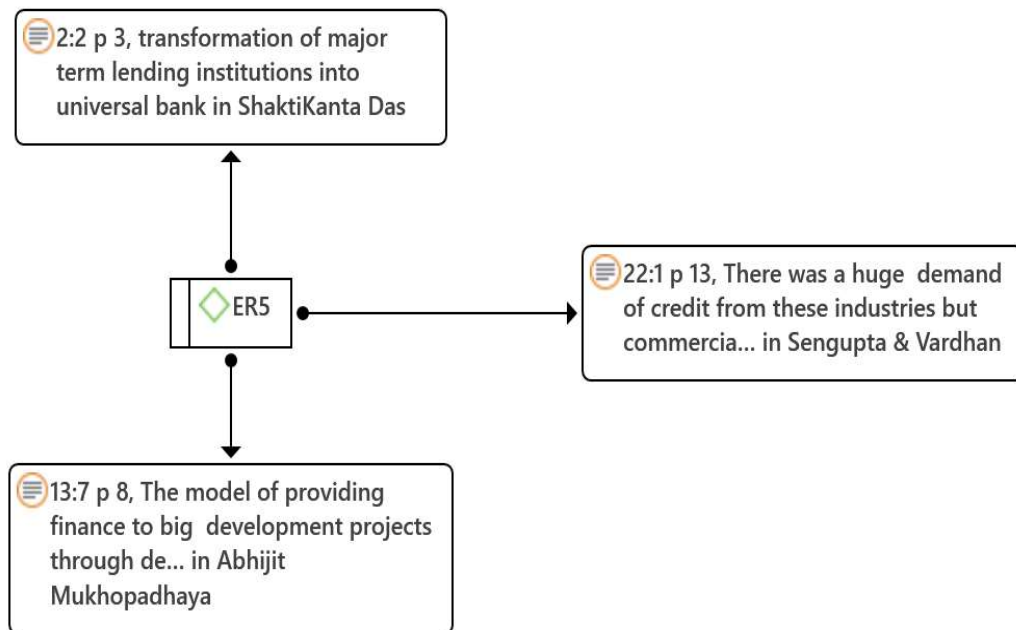 2:2 p 3, transformation of major
term lending institutions into
universal bank in ShaktiKanta Das
ER5
22:1 p 13, There was a huge  demand
of credit from these industries but
commercia... in Sengupta & Vardhan
13:7 p 8, The model of providing
finance to big  development projects
through de... in Abhijit
Mukhopadhaya